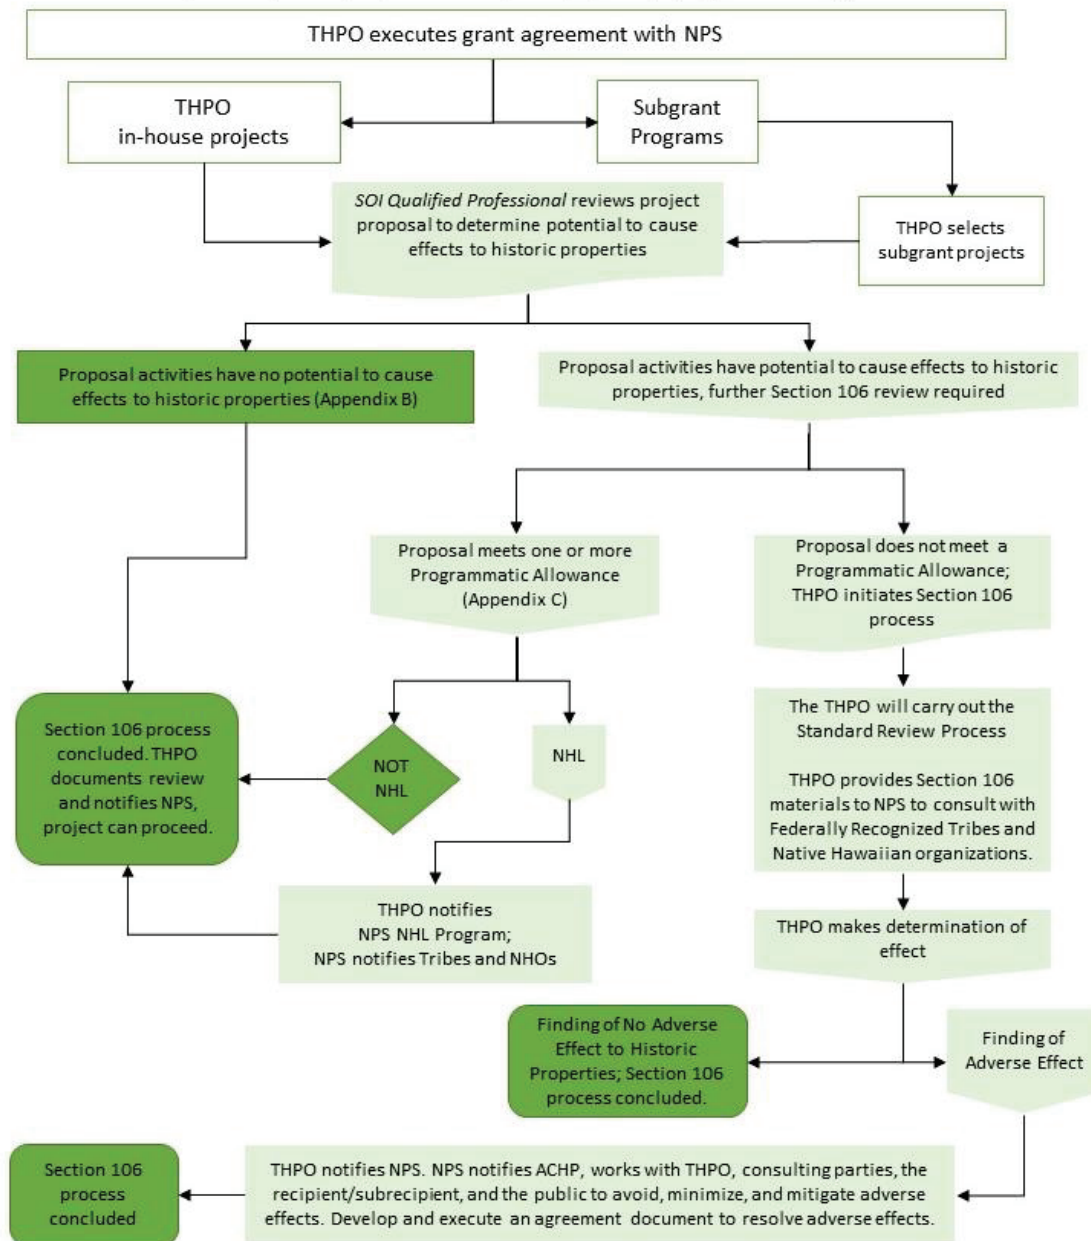 THPO executes grant agreement with NPS
THPO
in-house projects
Subgrant
Programs
SOI Qualified Professional reviews project
proposal to determine potential to cause
effects to historic properties
THPO selects
subgrant projects
Proposal activities have no potential to cause
effects to historic properties (Appendix B)
Proposal activities have potential to cause effects to historic
properties, further Section 106 review required
Proposal meets one or more
Programmatic Allowance
(Appendix C)
Proposal does not meet a
Programmatic Allowance;
THPO initiates Section 106
process
Section 106 process
concluded. THPO
documents review
and notifies NPS,
project can proceed.
NOT
NHL
NHL
The THPO will carry out the
Standard Review Process
THPO provides Section 106
materials to NPS to consult with
Federally Recognized Tribes and
Native Hawaiian organizations.
THPO notifies
NPS NHL Program;
NPS notifies Tribes and NHOs
THPO makes determination of
effect
Finding of No Adverse
Effect to Historic
Properties; Section 106
process concluded.
Finding of
Adverse Effect
Section 106
process
concluded
THPO notifies NPS. NPS notifies ACHP, works with THPO, consulting parties, the
recipient/subrecipient, and the public to avoid, minimize, and mitigate adverse
effects. Develop and execute an agreement document to resolve adverse effects.